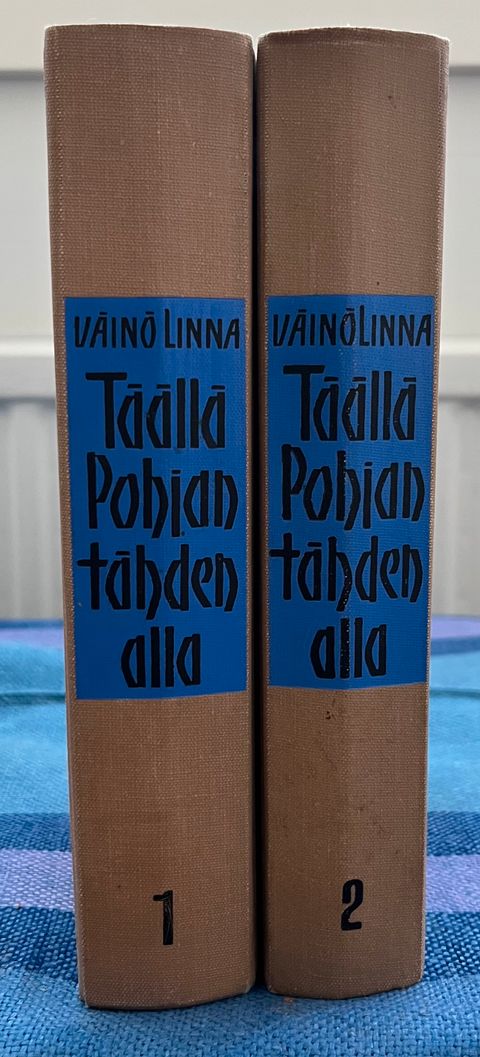 VÄINÖ LINNA
Täällä
Pohjan
tähden
alla
1
VÄINÖ LINNA
Täällä
Pohjan
tähden
alla
2